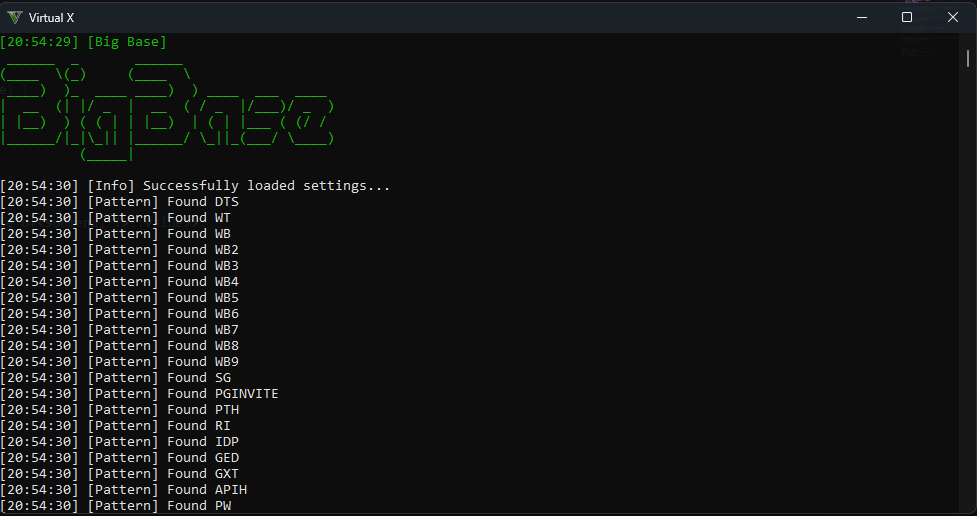 Virtual X
[20:54:29] [Big Base]
BigBase
[20:54:30] [Info] Successfully loaded settings...
[20:54:30] [Pattern] Found DTS
[20:54:30] [Pattern] Found WT
[20:54:30] [Pattern] Found WB
[20:54:30] [Pattern] Found WB2
[20:54:30] [Pattern] Found WB3
[20:54:30] [Pattern] Found WB4
[20:54:30] [Pattern] Found WB5
[20:54:30] [Pattern] Found WB6
[20:54:30] [Pattern] Found WB7
[20:54:30] [Pattern] Found WB8
[20:54:30] [Pattern] Found WB9
[20:54:30] [Pattern] Found SG
[20:54:30] [Pattern] Found PGINVITE
[20:54:30] [Pattern] Found PTH
[20:54:30] [Pattern] Found RI
[20:54:30] [Pattern] Found IDP
[20:54:30] [Pattern] Found GED
[20:54:30] [Pattern] Found GXT
[20:54:30] [Pattern] Found APIH
[20:54:30] [Pattern] Found PW